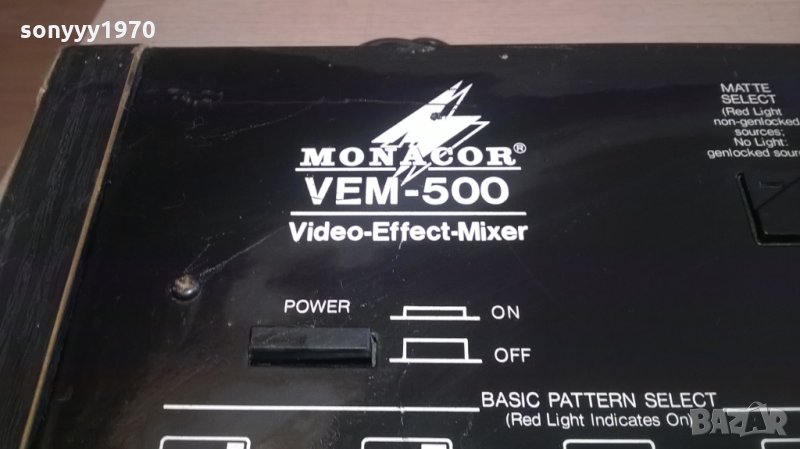 sonyyy1970
MONACOR®
VEM-500
Video-Effect-Mixer
MATTE
SELECT
(Red Light
non-genlocked
sources;
No Light:
genlocked
POWER
ON
OFF
BASIC PATTERN SELECT
(Red Light Indicates On)
BAZAR